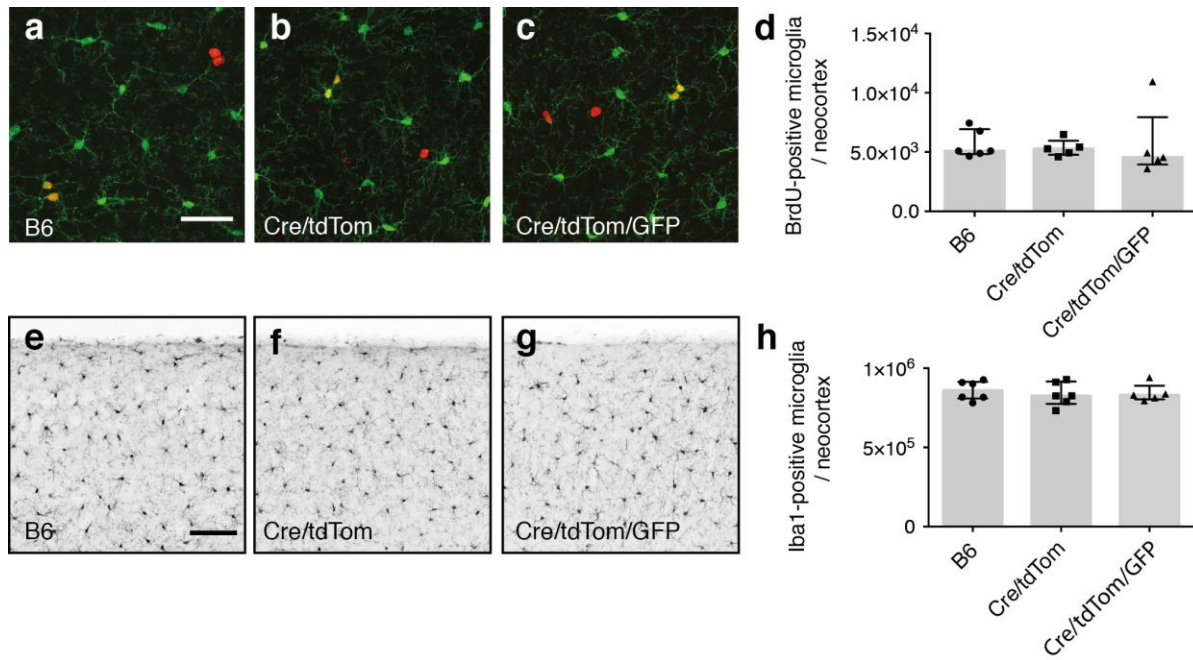 a
B6
b
Cre/tdTom
c
Cre/tdTom/GFP
d
BrdU-positive microglia
/ neocortex
1.5×10⁴
1.0×10⁴
5.0×10³
0.0
B6
Cre/tdTom
Cre/tdTom/GFP
e
B6
f
Cre/tdTom
g
Cre/tdTom/GFP
h
Iba1-positive microglia
/ neocortex
1×10⁶
5×10⁵
0
B6
Cre/tdTom
Cre/tdTom/GFP